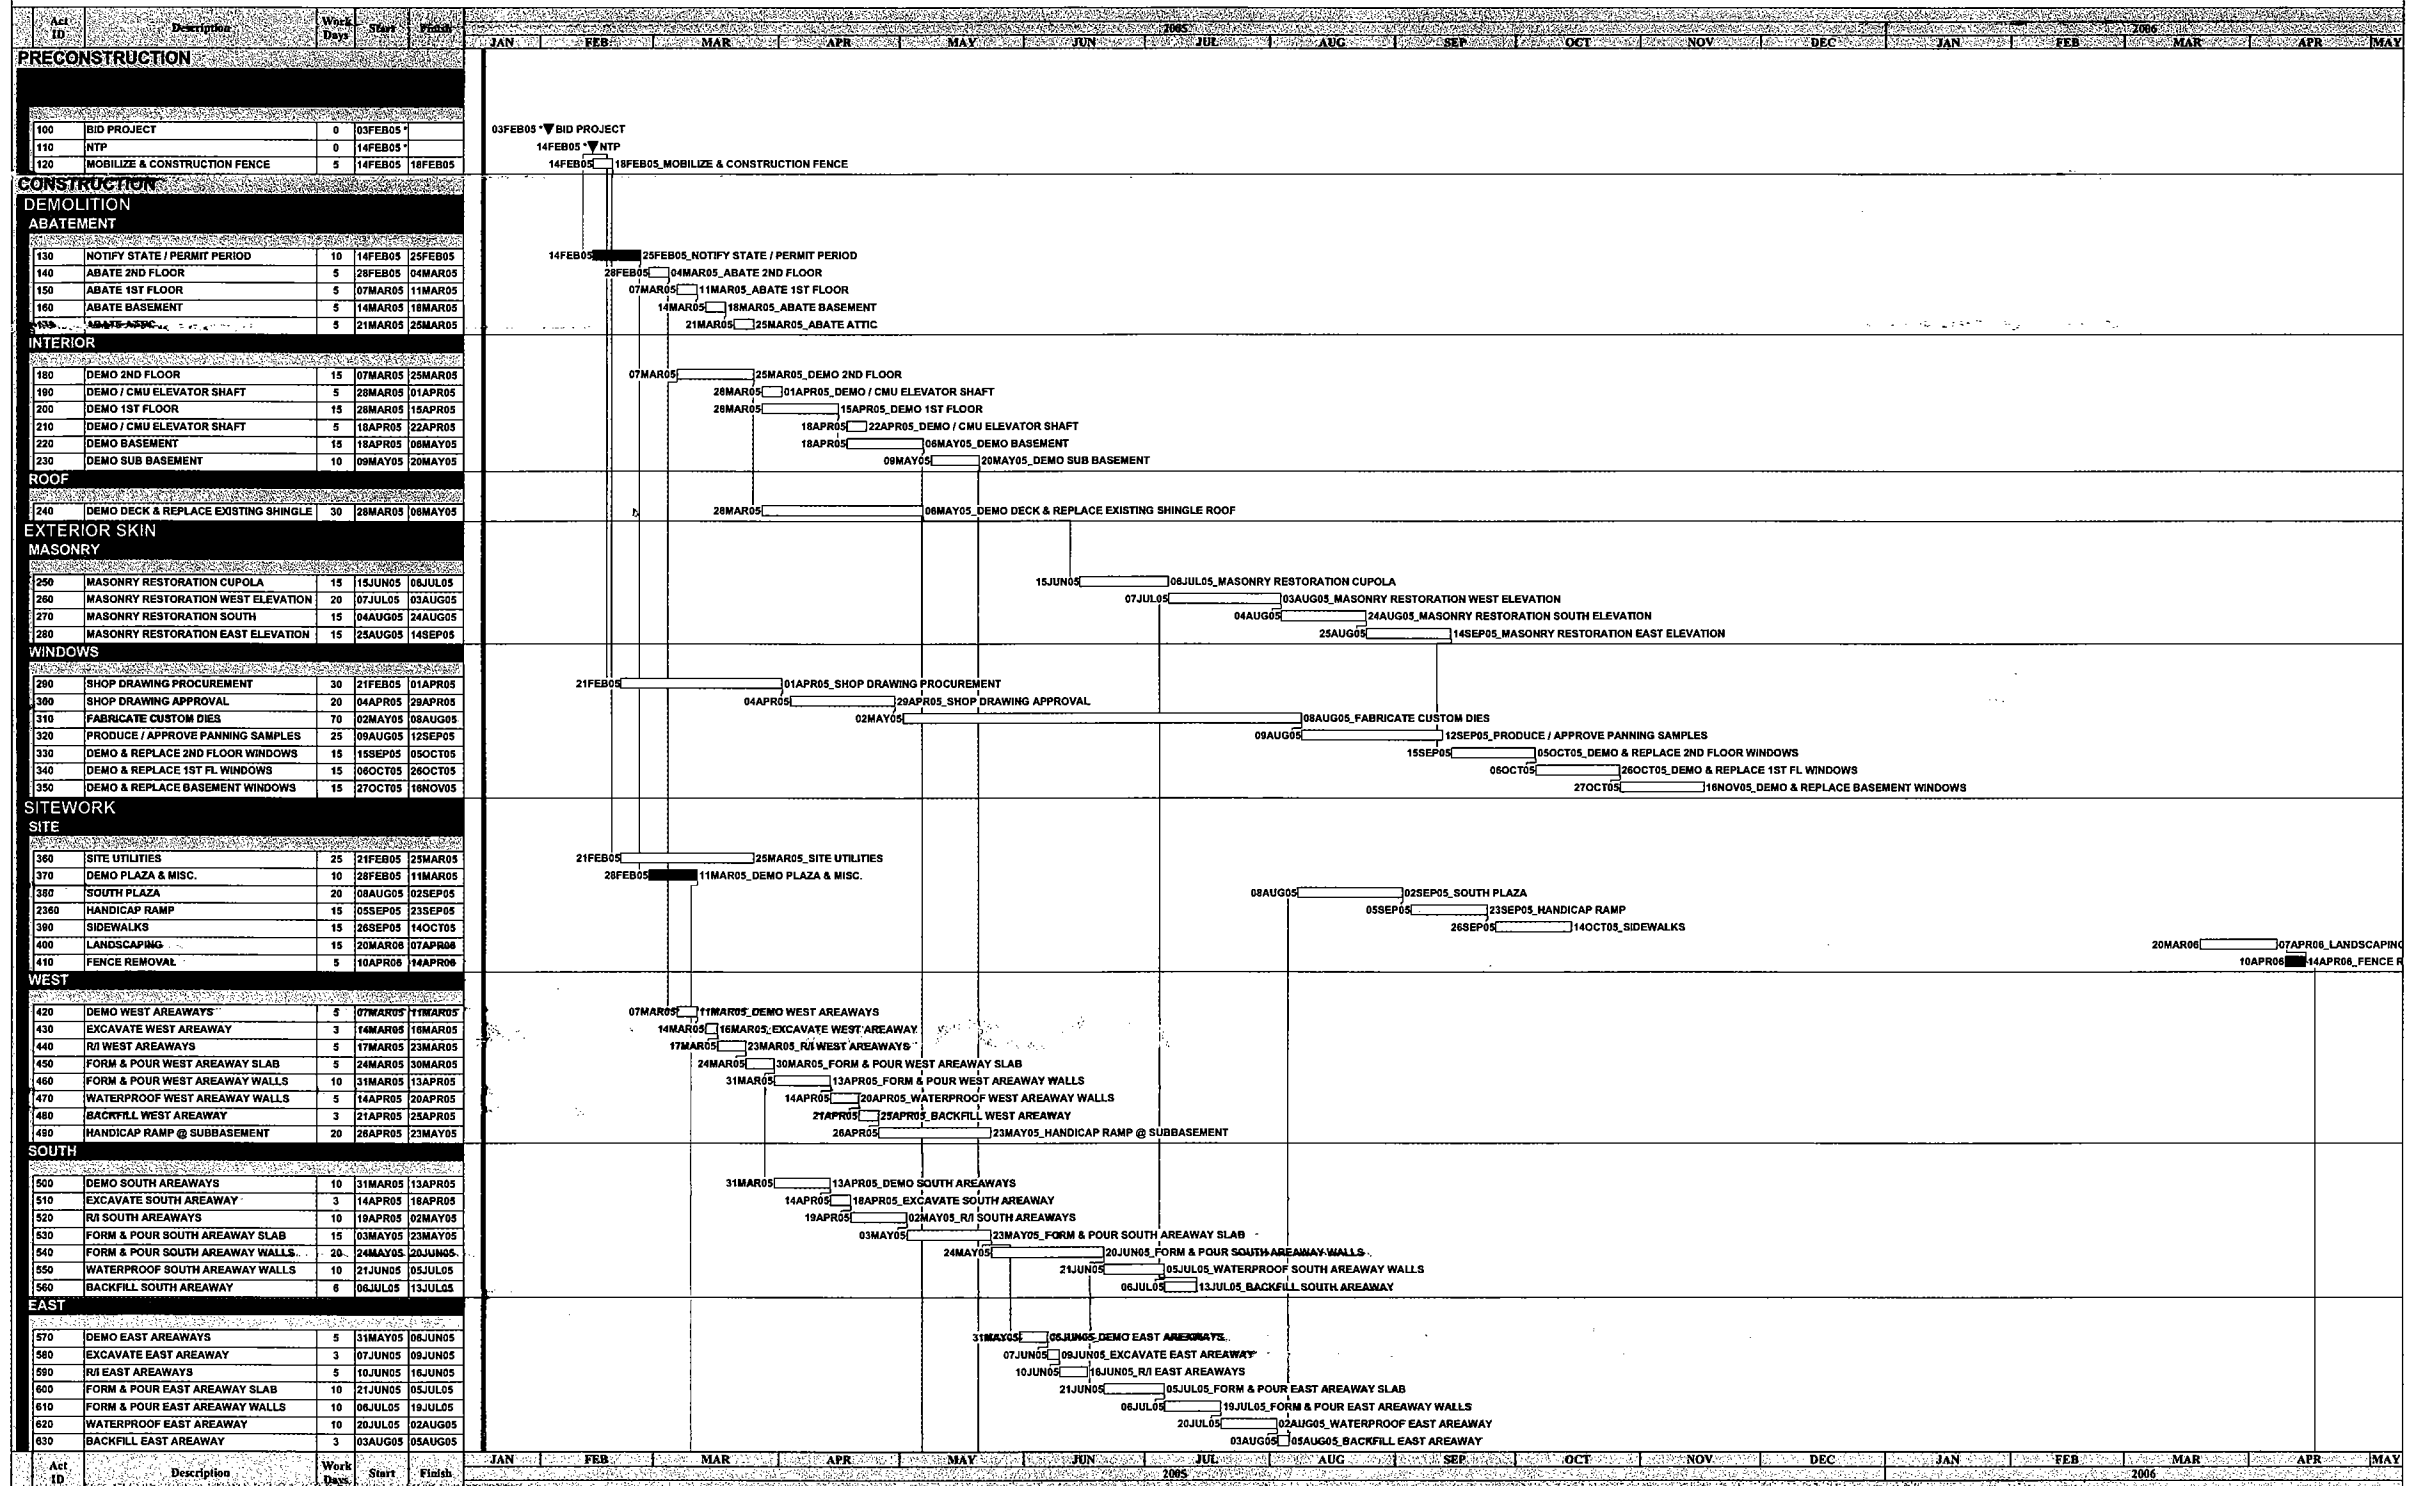 Act ID Description Work Days Start Finish
2005 2006
JAN FEB MAR APR MAY JUN JUL AUG SEP OCT NOV DEC JAN FEB MAR APR MAY
PRECONSTRUCTION
100 BID PROJECT 0 03FEB05 * 03FEB05 * BID PROJECT
110 NTP 0 14FEB05 * 14FEB05 * NTP
120 MOBILIZE & CONSTRUCTION FENCE 5 14FEB05 18FEB05 14FEB05 18FEB05_MOBILIZE & CONSTRUCTION FENCE
CONSTRUCTION
DEMOLITION
ABATEMENT
130 NOTIFY STATE / PERMIT PERIOD 10 14FEB05 25FEB05 14FEB05 25FEB05_NOTIFY STATE / PERMIT PERIOD
140 ABATE 2ND FLOOR 5 28FEB05 04MAR05 28FEB05 04MAR05_ABATE 2ND FLOOR
150 ABATE 1ST FLOOR 5 07MAR05 11MAR05 07MAR05 11MAR05_ABATE 1ST FLOOR
160 ABATE BASEMENT 5 14MAR05 18MAR05 14MAR05 18MAR05_ABATE BASEMENT
170 ABATE ATTIC 5 21MAR05 25MAR05 21MAR05 25MAR05_ABATE ATTIC
INTERIOR
180 DEMO 2ND FLOOR 15 07MAR05 25MAR05 07MAR05 25MAR05_DEMO 2ND FLOOR
190 DEMO / CMU ELEVATOR SHAFT 5 28MAR05 01APR05 28MAR05 01APR05_DEMO / CMU ELEVATOR SHAFT
200 DEMO 1ST FLOOR 15 28MAR05 15APR05 28MAR05 15APR05_DEMO 1ST FLOOR
210 DEMO / CMU ELEVATOR SHAFT 5 18APR05 22APR05 18APR05 22APR05_DEMO / CMU ELEVATOR SHAFT
220 DEMO BASEMENT 15 18APR05 06MAY05 18APR05 06MAY05_DEMO BASEMENT
230 DEMO SUB BASEMENT 10 09MAY05 20MAY05 09MAY05 20MAY05_DEMO SUB BASEMENT
ROOF
240 DEMO DECK & REPLACE EXISTING SHINGLE 30 28MAR05 06MAY05 28MAR05 06MAY05_DEMO DECK & REPLACE EXISTING SHINGLE ROOF
EXTERIOR SKIN
MASONRY
250 MASONRY RESTORATION CUPOLA 15 15JUN05 06JUL05 15JUN05 06JUL05_MASONRY RESTORATION CUPOLA
260 MASONRY RESTORATION WEST ELEVATION 20 07JUL05 03AUG05 07JUL05 03AUG05_MASONRY RESTORATION WEST ELEVATION
270 MASONRY RESTORATION SOUTH 15 04AUG05 24AUG05 04AUG05 24AUG05_MASONRY RESTORATION SOUTH ELEVATION
280 MASONRY RESTORATION EAST ELEVATION 15 25AUG05 14SEP05 25AUG05 14SEP05_MASONRY RESTORATION EAST ELEVATION
WINDOWS
290 SHOP DRAWING PROCUREMENT 30 21FEB05 01APR05 21FEB05 01APR05_SHOP DRAWING PROCUREMENT
300 SHOP DRAWING APPROVAL 20 04APR05 29APR05 04APR05 29APR05_SHOP DRAWING APPROVAL
310 FABRICATE CUSTOM DIES 70 02MAY05 08AUG05 02MAY05 08AUG05_FABRICATE CUSTOM DIES
320 PRODUCE / APPROVE PANNING SAMPLES 25 09AUG05 12SEP05 09AUG05 12SEP05_PRODUCE / APPROVE PANNING SAMPLES
330 DEMO & REPLACE 2ND FLOOR WINDOWS 15 15SEP05 05OCT05 15SEP05 05OCT05_DEMO & REPLACE 2ND FLOOR WINDOWS
340 DEMO & REPLACE 1ST FL WINDOWS 15 06OCT05 26OCT05 06OCT05 26OCT05_DEMO & REPLACE 1ST FL WINDOWS
350 DEMO & REPLACE BASEMENT WINDOWS 15 27OCT05 16NOV05 27OCT05 16NOV05_DEMO & REPLACE BASEMENT WINDOWS
SITEWORK
SITE
360 SITE UTILITIES 25 21FEB05 25MAR05 21FEB05 25MAR05_SITE UTILITIES
370 DEMO PLAZA & MISC. 10 28FEB05 11MAR05 28FEB05 11MAR05_DEMO PLAZA & MISC.
380 SOUTH PLAZA 20 08AUG05 02SEP05 08AUG05 02SEP05_SOUTH PLAZA
2360 HANDICAP RAMP 15 05SEP05 23SEP05 05SEP05 23SEP05_HANDICAP RAMP
390 SIDEWALKS 15 26SEP05 14OCT05 26SEP05 14OCT05_SIDEWALKS
400 LANDSCAPING 15 20MAR06 07APR06 20MAR06 07APR06_LANDSCAPING
410 FENCE REMOVAL 5 10APR06 14APR06 10APR06 14APR06_FENCE R
WEST
420 DEMO WEST AREAWAYS 5 07MAR05 11MAR05 07MAR05 11MAR05_DEMO WEST AREAWAYS
430 EXCAVATE WEST AREAWAY 3 14MAR05 16MAR05 14MAR05 16MAR05_EXCAVATE WEST AREAWAY
440 R/I WEST AREAWAYS 5 17MAR05 23MAR05 17MAR05 23MAR05_R/I WEST AREAWAYS
450 FORM & POUR WEST AREAWAY SLAB 5 24MAR05 30MAR05 24MAR05 30MAR05_FORM & POUR WEST AREAWAY SLAB
460 FORM & POUR WEST AREAWAY WALLS 10 31MAR05 13APR05 31MAR05 13APR05_FORM & POUR WEST AREAWAY WALLS
470 WATERPROOF WEST AREAWAY WALLS 5 14APR05 20APR05 14APR05 20APR05_WATERPROOF WEST AREAWAY WALLS
480 BACKFILL WEST AREAWAY 3 21APR05 25APR05 21APR05 25APR05_BACKFILL WEST AREAWAY
490 HANDICAP RAMP @ SUBBASEMENT 20 26APR05 23MAY05 26APR05 23MAY05_HANDICAP RAMP @ SUBBASEMENT
SOUTH
500 DEMO SOUTH AREAWAYS 10 31MAR05 13APR05 31MAR05 13APR05_DEMO SOUTH AREAWAYS
510 EXCAVATE SOUTH AREAWAY 3 14APR05 18APR05 14APR05 18APR05_EXCAVATE SOUTH AREAWAY
520 R/I SOUTH AREAWAYS 10 19APR05 02MAY05 19APR05 02MAY05_R/I SOUTH AREAWAYS
530 FORM & POUR SOUTH AREAWAY SLAB 15 03MAY05 23MAY05 03MAY05 23MAY05_FORM & POUR SOUTH AREAWAY SLAB
540 FORM & POUR SOUTH AREAWAY WALLS 20 24MAY05 20JUN05 24MAY05 20JUN05_FORM & POUR SOUTH AREAWAY WALLS
550 WATERPROOF SOUTH AREAWAY WALLS 10 21JUN05 05JUL05 21JUN05 05JUL05_WATERPROOF SOUTH AREAWAY WALLS
560 BACKFILL SOUTH AREAWAY 6 06JUL05 13JUL05 06JUL05 13JUL05_BACKFILL SOUTH AREAWAY
EAST
570 DEMO EAST AREAWAYS 5 31MAY05 06JUN05 31MAY05 06JUN05_DEMO EAST AREAWAYS
580 EXCAVATE EAST AREAWAY 3 07JUN05 09JUN05 07JUN05 09JUN05_EXCAVATE EAST AREAWAY
590 R/I EAST AREAWAYS 5 10JUN05 16JUN05 10JUN05 16JUN05_R/I EAST AREAWAYS
600 FORM & POUR EAST AREAWAY SLAB 10 21JUN05 05JUL05 21JUN05 05JUL05_FORM & POUR EAST AREAWAY SLAB
610 FORM & POUR EAST AREAWAY WALLS 10 06JUL05 19JUL05 06JUL05 19JUL05_FORM & POUR EAST AREAWAY WALLS
620 WATERPROOF EAST AREAWAY 10 20JUL05 02AUG05 20JUL05 02AUG05_WATERPROOF EAST AREAWAY
630 BACKFILL EAST AREAWAY 3 03AUG05 05AUG05 03AUG05 05AUG05_BACKFILL EAST AREAWAY
JAN FEB MAR APR MAY JUN JUL AUG SEP OCT NOV DEC JAN FEB MAR APR MAY
Act ID Description Work Days Start Finish
2005 2006